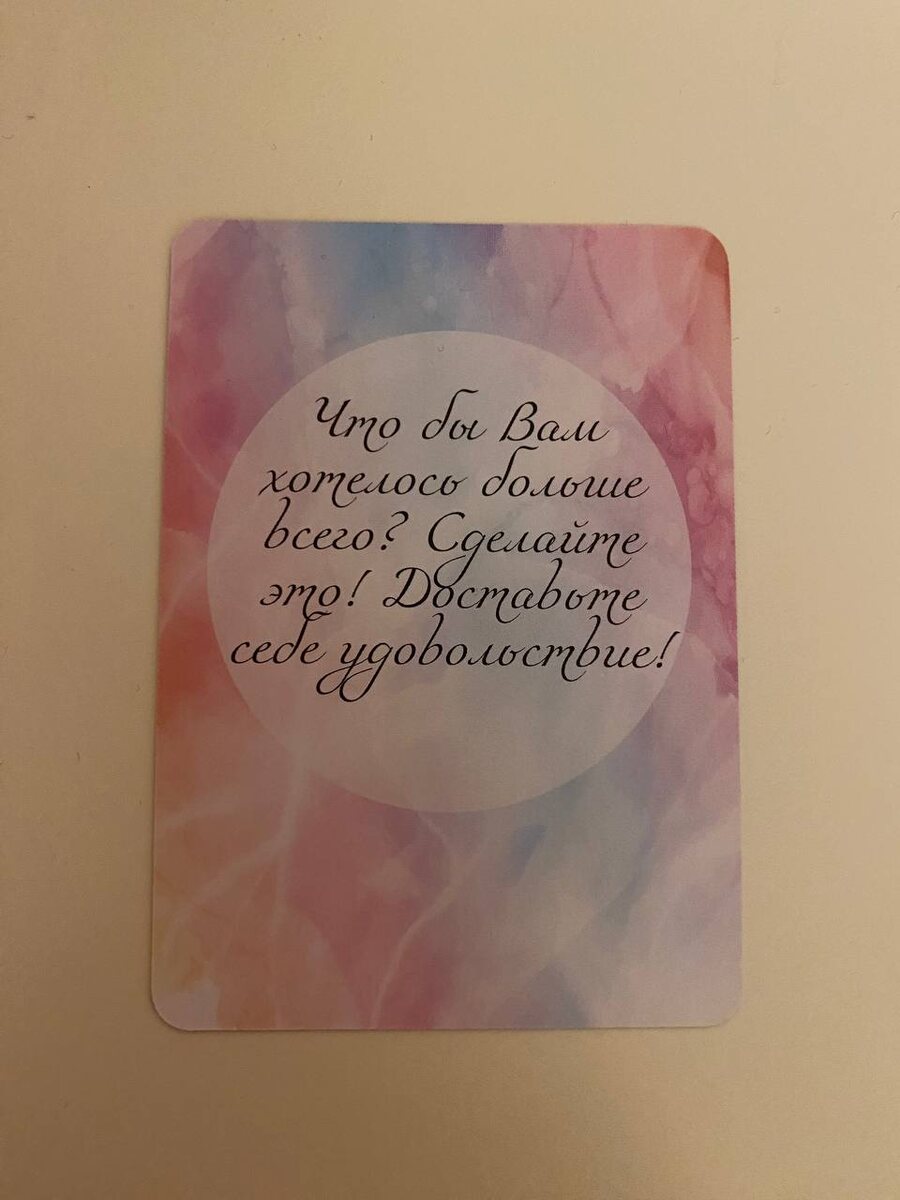 Что бы Вам
хотелось больше
всего? Сделайте
это! Доставьте
себе удовольствие!